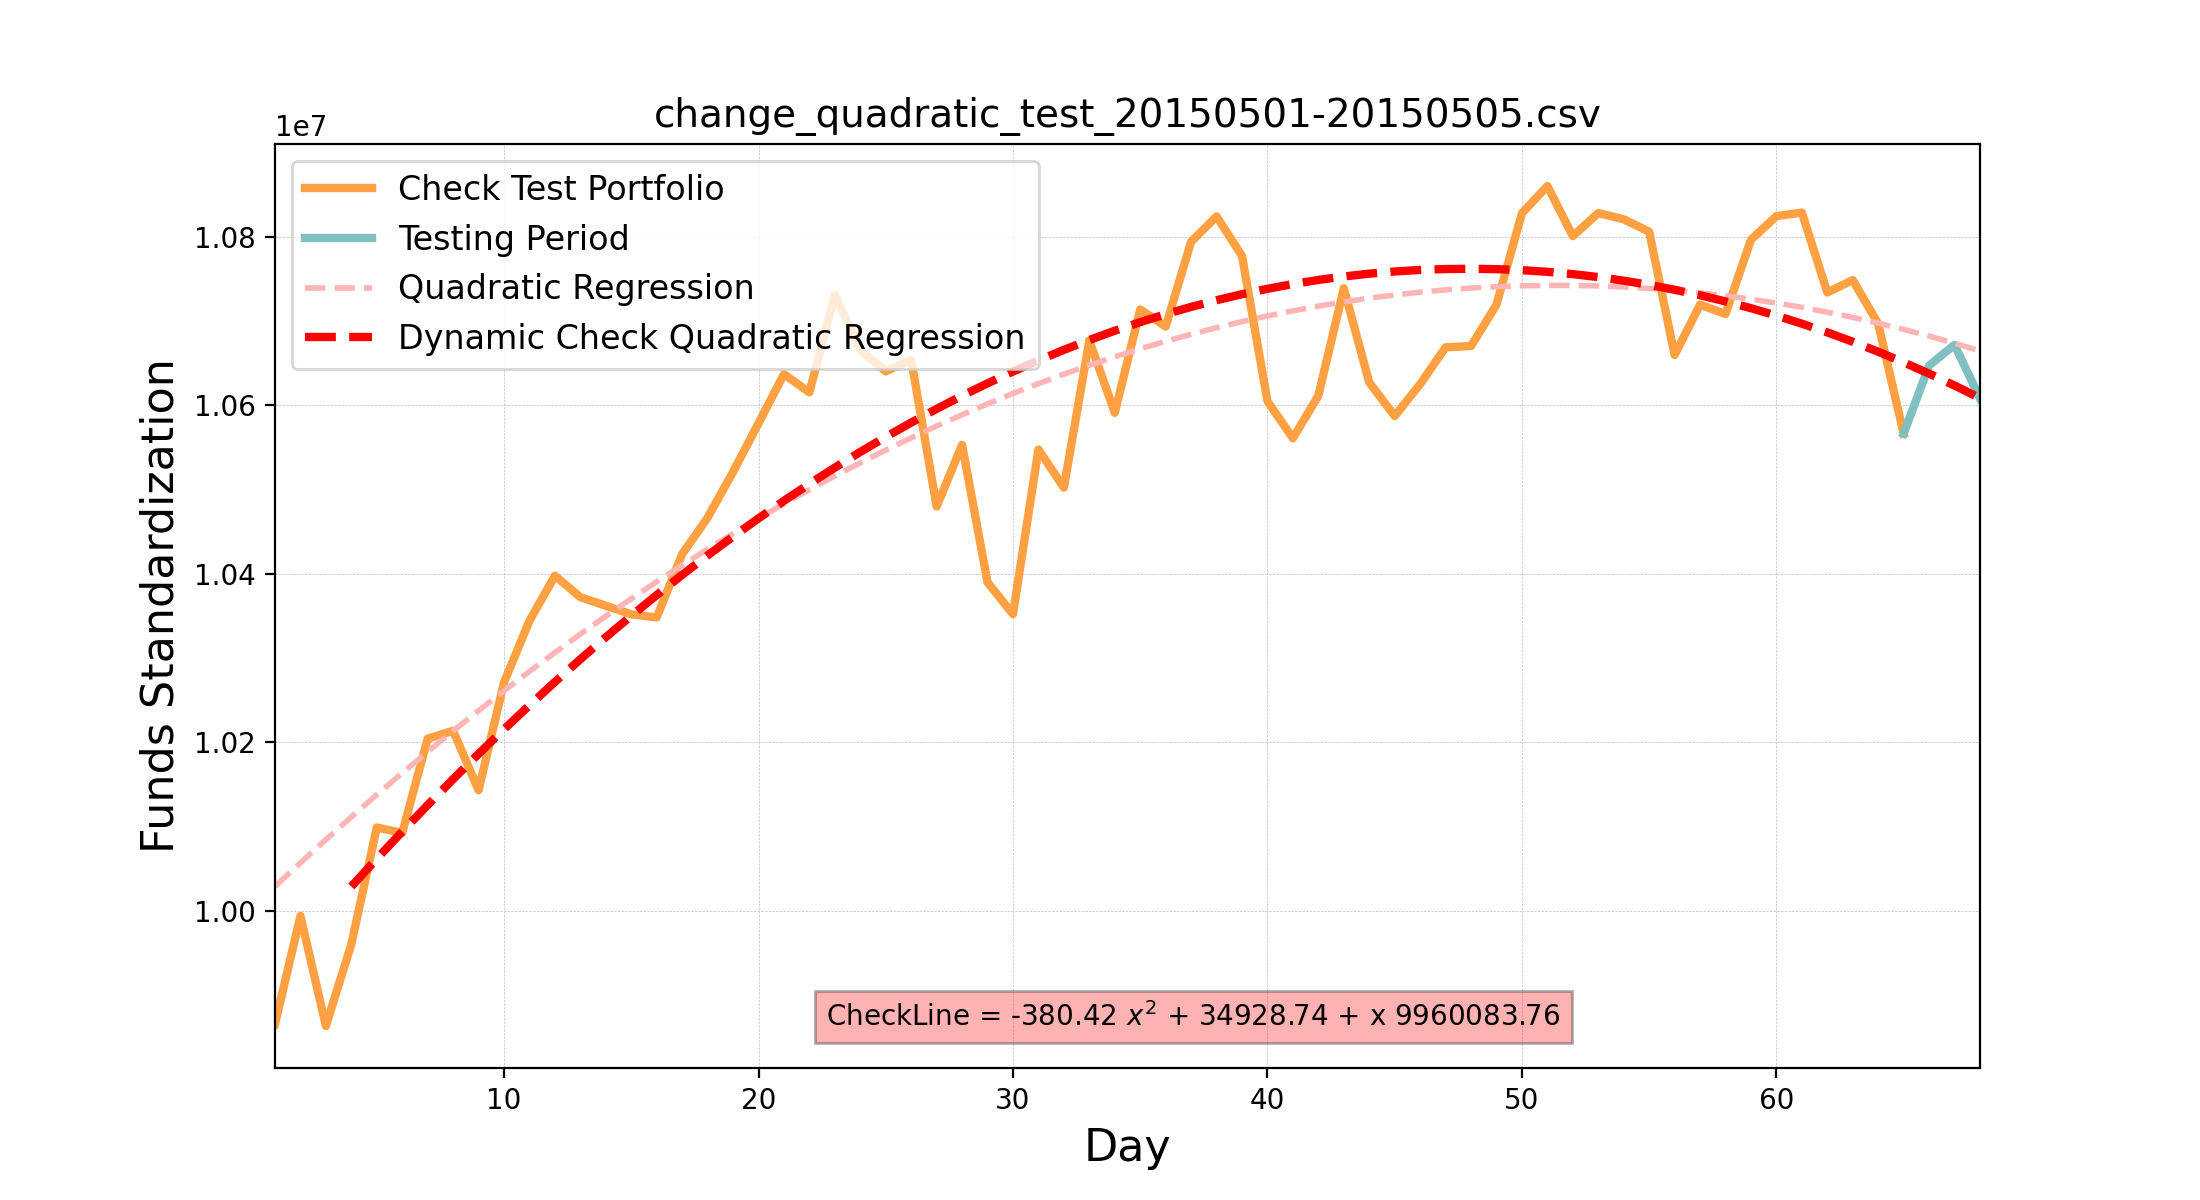 change_quadratic_test_20150501-20150505.csv
1e7
Check Test Portfolio
Testing Period
Quadratic Regression
Dynamic Check Quadratic Regression
1.08
1.06
1.04
1.02
1.00
Funds Standardization
CheckLine = -380.42 x² + 34928.74 + x 9960083.76
10 20 30 40 50 60
Day